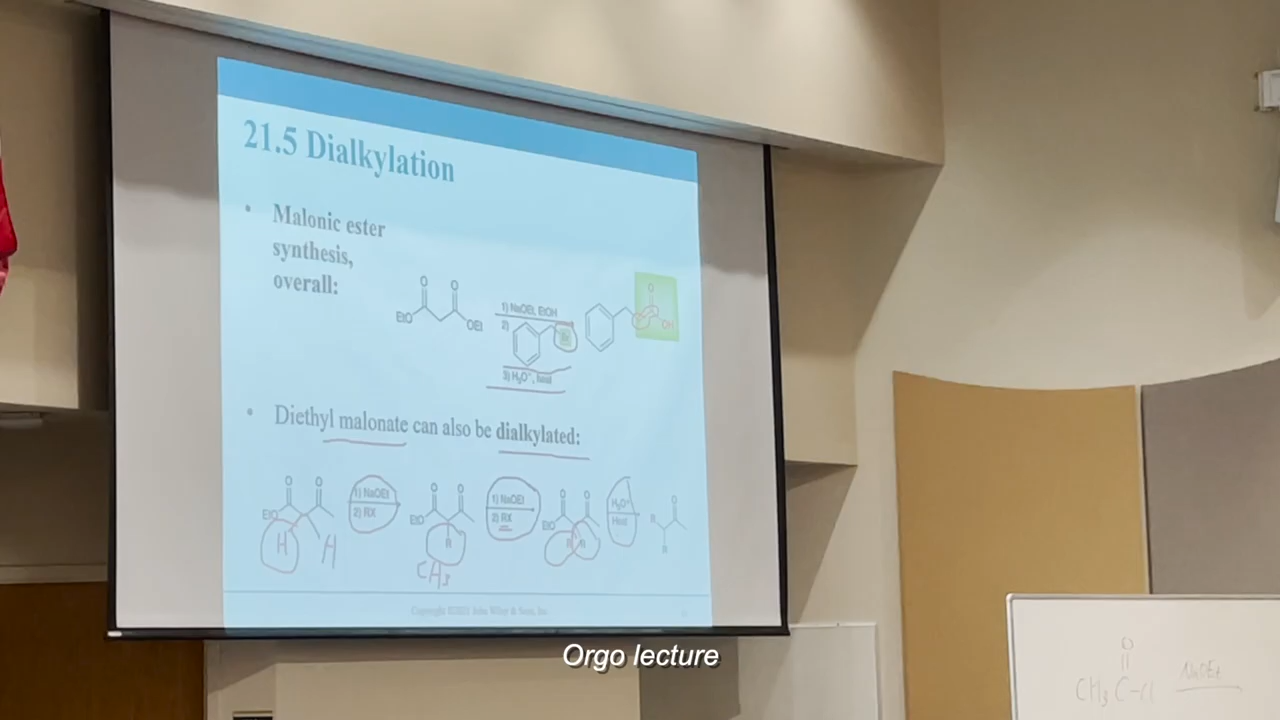 21.5 Dialkylation
• Malonic ester
synthesis,
overall:
O O
EtO OEt
1) NaOEt, EtOH
2)
Br
3) H₃O⁺, heat
O
OH
• Diethyl malonate can also be dialkylated:
O O
EtO
H H
1) NaOEt
2) RX
O O
EtO
R
CH₃
1) NaOEt
2) RX
O O
EtO
R R
H₃O⁺
Heat
O
R
R
Copyright ©2021 John Wiley & Sons, Inc.
Orgo lecture
O
CH₃ C-Cl
NaOEt